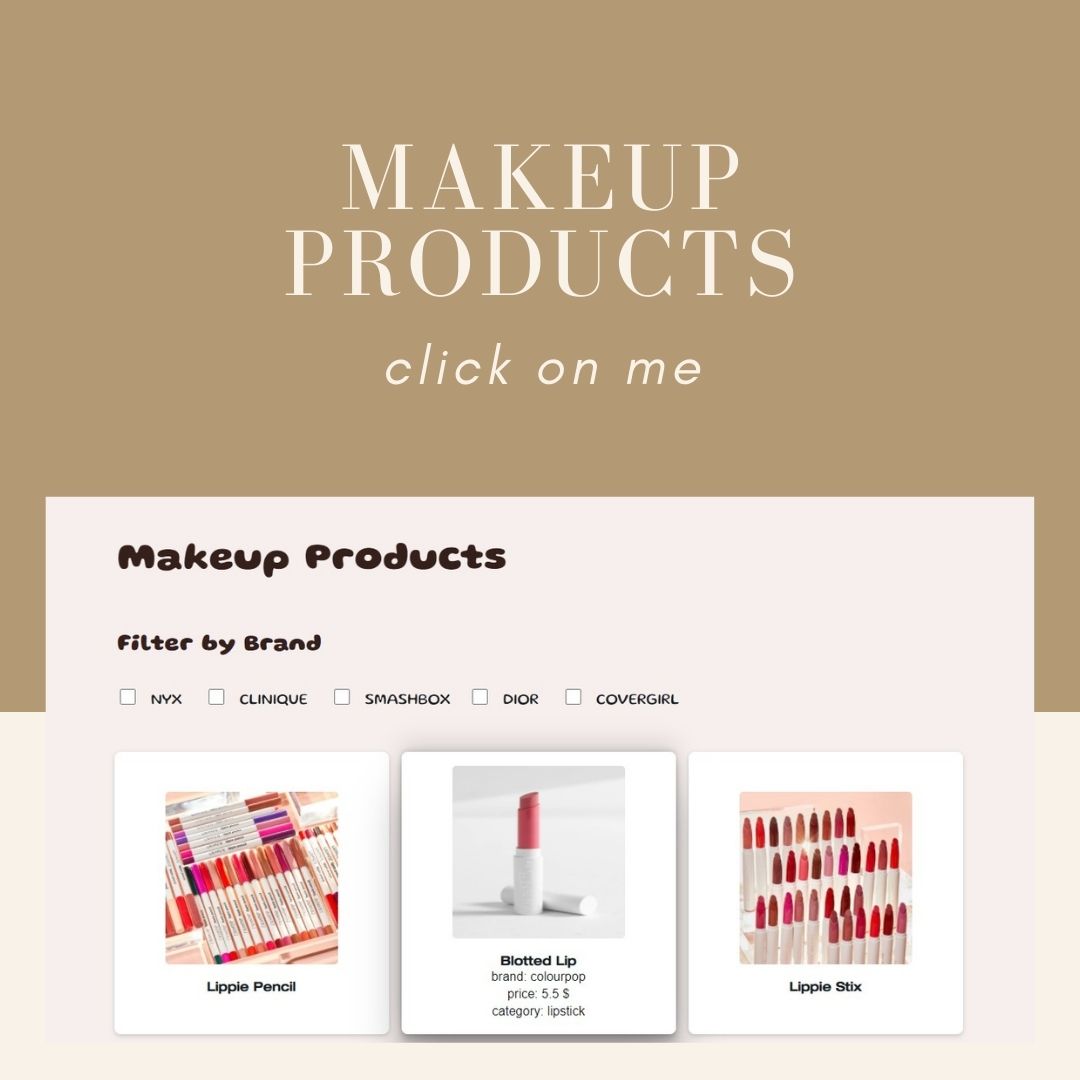 MAKEUP
PRODUCTS
click on me
Makeup Products
Filter by Brand
NYX CLINIQUE SMASHBOX DIOR COVERGIRL
Lippie Pencil
Blotted Lip
brand: colourpop
price: 5.5 $
category: lipstick
Lippie Stix